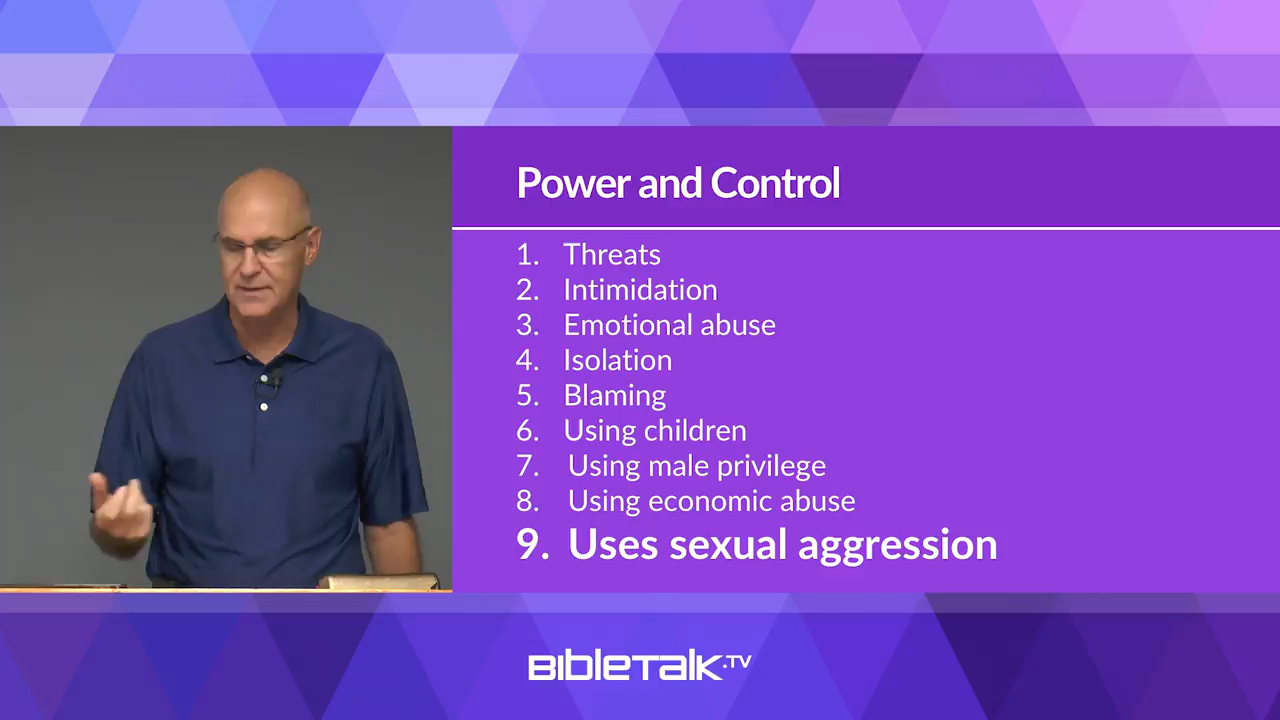 Power and Control
1. Threats
2. Intimidation
3. Emotional abuse
4. Isolation
5. Blaming
6. Using children
7. Using male privilege
8. Using economic abuse
9. Uses sexual aggression
BibleTalk.TV